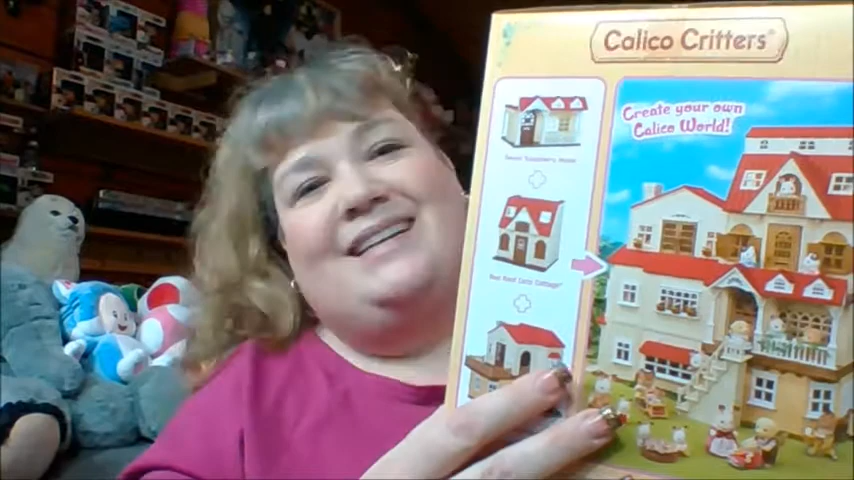 Calico Critters®
Create your own
Calico World!
Red Roof Cozy Cottage